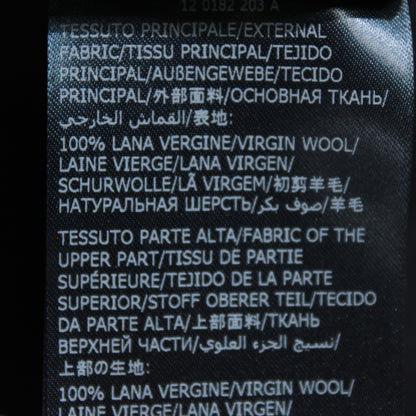 12 0182 203 A
TESSUTO PRINCIPALE/EXTERNAL
FABRIC/TISSU PRINCIPAL/TEJIDO
PRINCIPAL/AUßENGEWEBE/TECIDO
PRINCIPAL/外部面料/ОСНОВНАЯ ТКАНЬ/
القماش الخارجي/表地:
100% LANA VERGINE/VIRGIN WOOL/
LAINE VIERGE/LANA VIRGEN/
SCHURWOLLE/LÃ VIRGEM/初剪羊毛/
НАТУРАЛЬНАЯ ШЕРСТЬ/صوف بكر/羊毛
TESSUTO PARTE ALTA/FABRIC OF THE
UPPER PART/TISSU DE PARTIE
SUPÉRIEURE/TEJIDO DE LA PARTE
SUPERIOR/STOFF OBERER TEIL/TECIDO
DA PARTE ALTA/上部面料/ТКАНЬ
ВЕРХНЕЙ ЧАСТИ/نسيج الجزء العلوي/
上部の生地:
100% LANA VERGINE/VIRGIN WOOL/
LAINE VIERGE/LANA VIRGEN/